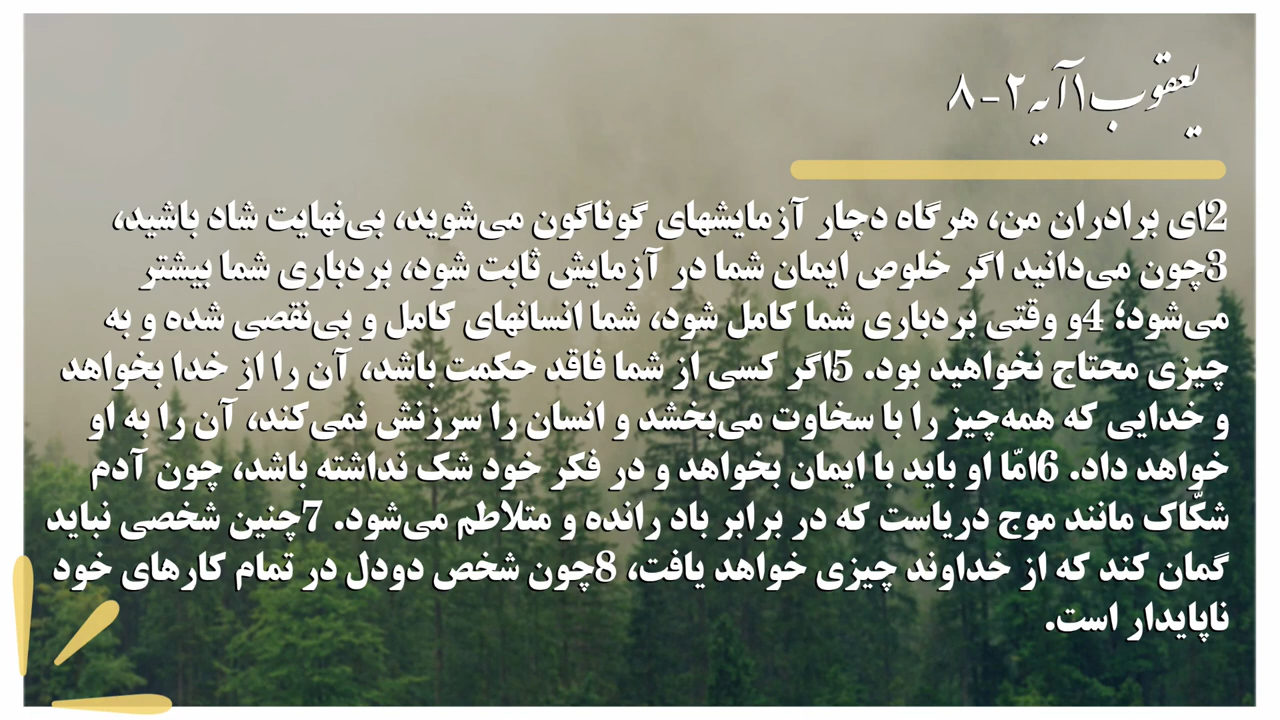 یعقوب ۱ آیه ۲ - ۸
2ای برادران من، هرگاه دچار آزمایشهای گوناگون می‌شوید، بی‌نهایت شاد باشید،
3چون می‌دانید اگر خلوص ایمان شما در آزمایش ثابت شود، بردباری شما بیشتر
می‌شود؛ 4و وقتی بردباری شما کامل شود، شما انسانهای کامل و بی‌نقصی شده و به
چیزی محتاج نخواهید بود. 5اگر کسی از شما فاقد حکمت باشد، آن را از خدا بخواهد
و خدایی که همه‌چیز را با سخاوت می‌بخشد و انسان را سرزنش نمی‌کند، آن را به او
خواهد داد. 6امّا او باید با ایمان بخواهد و در فکر خود شک نداشته باشد، چون آدم
شکّاک مانند موج دریاست که در برابر باد رانده و متلاطم می‌شود. 7چنین شخصی نباید
گمان کند که از خداوند چیزی خواهد یافت، 8چون شخص دودل در تمام کارهای خود
ناپایدار است.